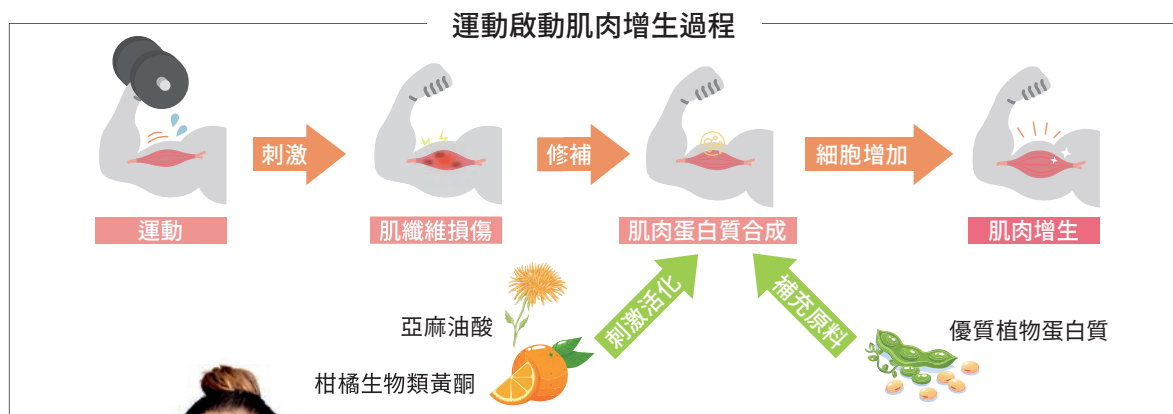 運動啟動肌肉增生過程
刺激
修補
細胞增加
運動
肌纖維損傷
肌肉蛋白質合成
肌肉增生
刺激活化
補充原料
亞麻油酸
優質植物蛋白質
柑橘生物類黃酮